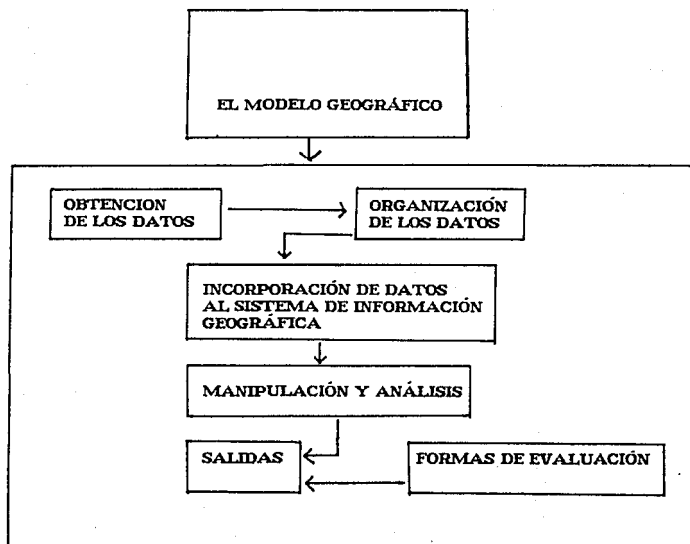 EL MODELO GEOGRÁFICO
OBTENCION
DE LOS DATOS
ORGANIZACIÓN
DE LOS DATOS
INCORPORACIÓN DE DATOS
AL SISTEMA DE INFORMACIÓN
GEOGRÁFICA
MANIPULACIÓN Y ANÁLISIS
SALIDAS
FORMAS DE EVALUACIÓN